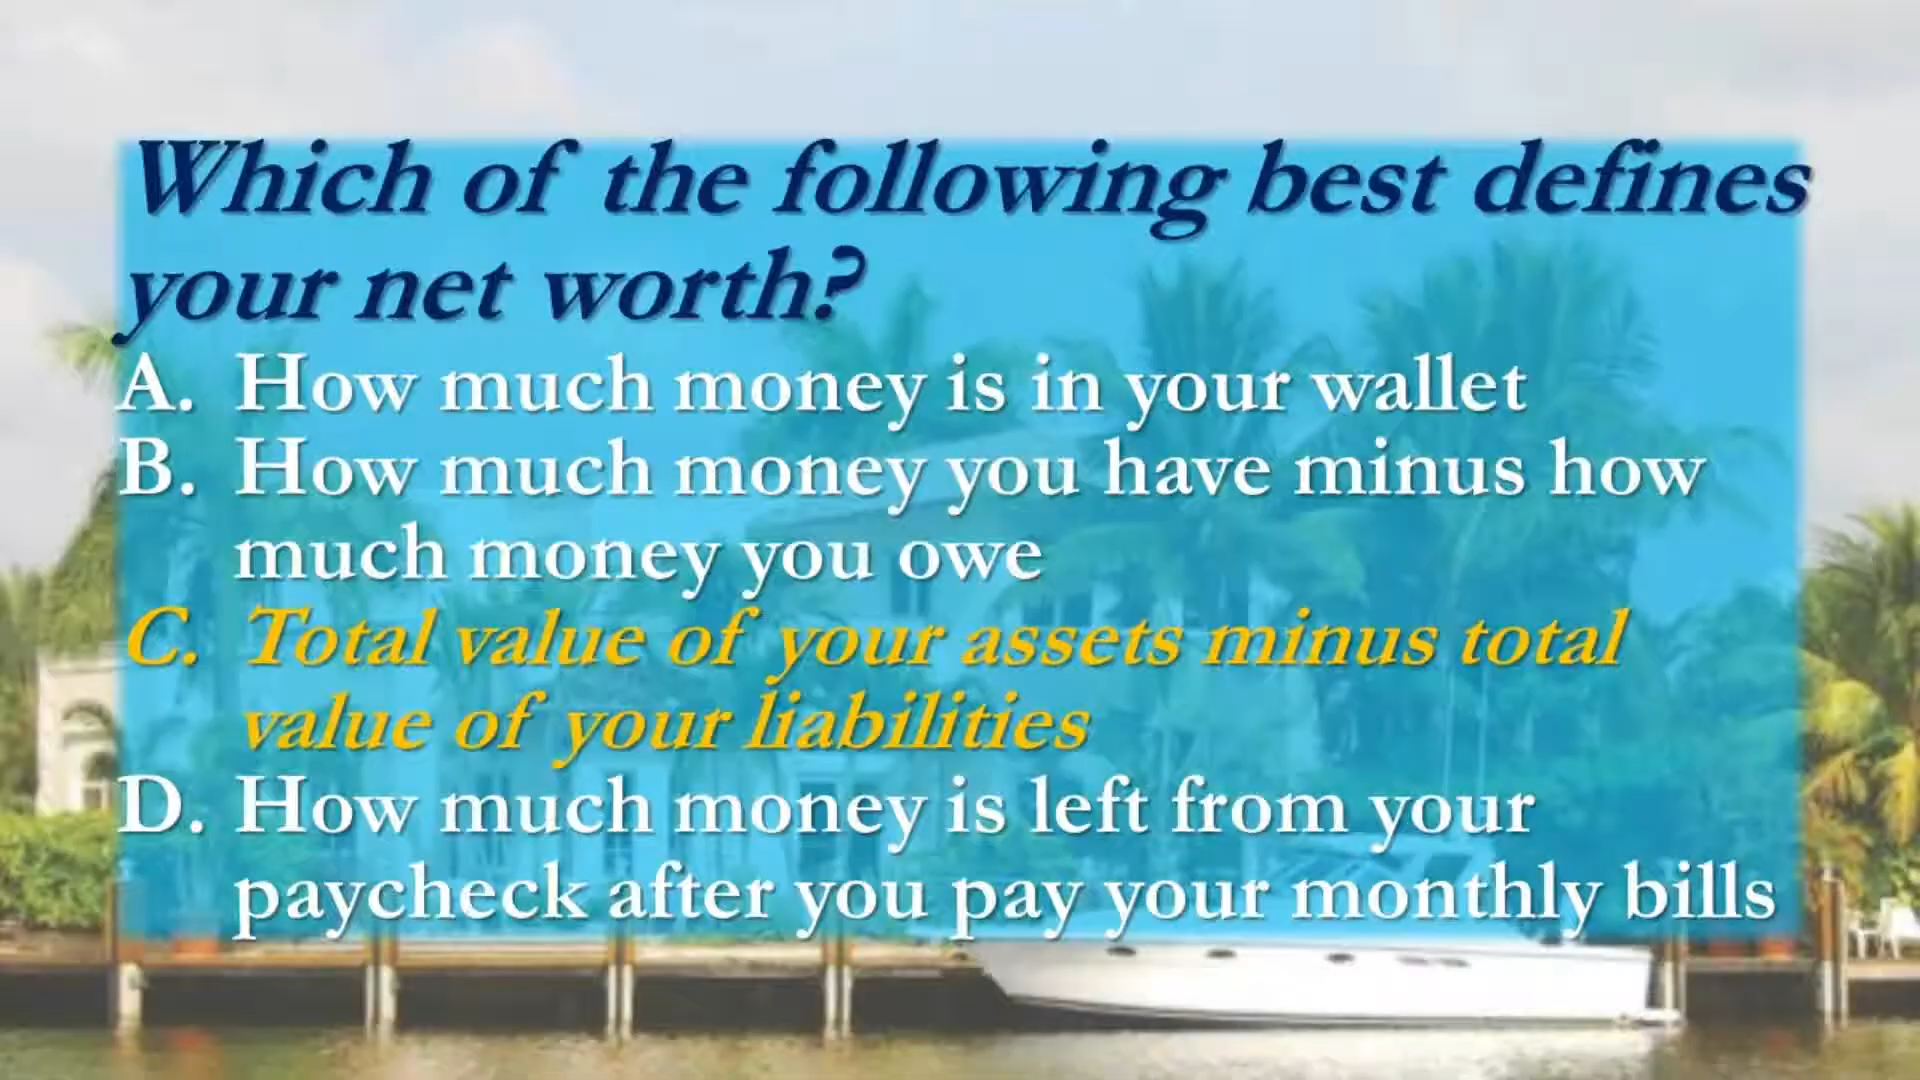 Which of the following best defines
your net worth?
A. How much money is in your wallet
B. How much money you have minus how
much money you owe
C. Total value of your assets minus total
value of your liabilities
D. How much money is left from your
paycheck after you pay your monthly bills